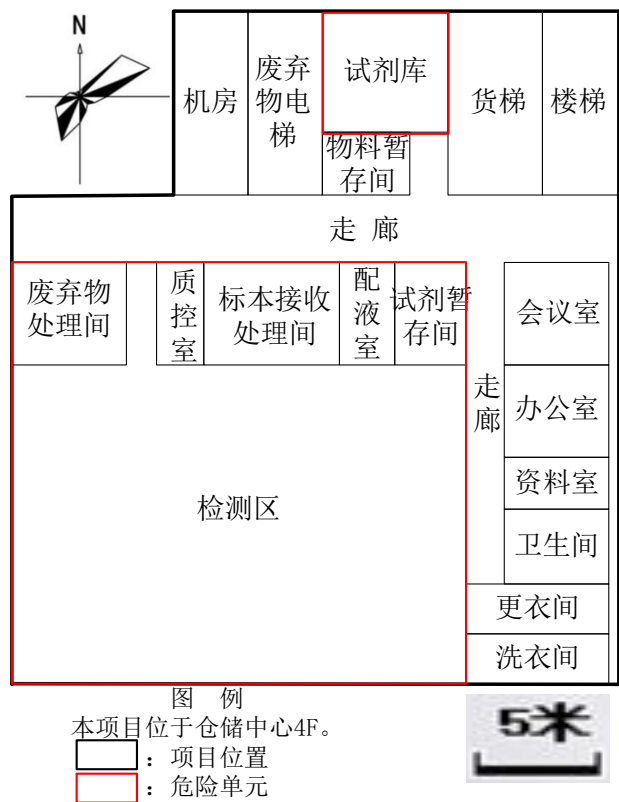 N
机房
废弃
物电
梯
试剂库
货梯
楼梯
物料暂
存间
走 廊
废弃物
处理间
质
控
室
标本接收
处理间
配
液
室
试剂暂
存间
走
廊
会议室
办公室
资料室
卫生间
更衣间
洗衣间
检测区
图 例
本项目位于仓储中心4F。
：项目位置
：危险单元
5米